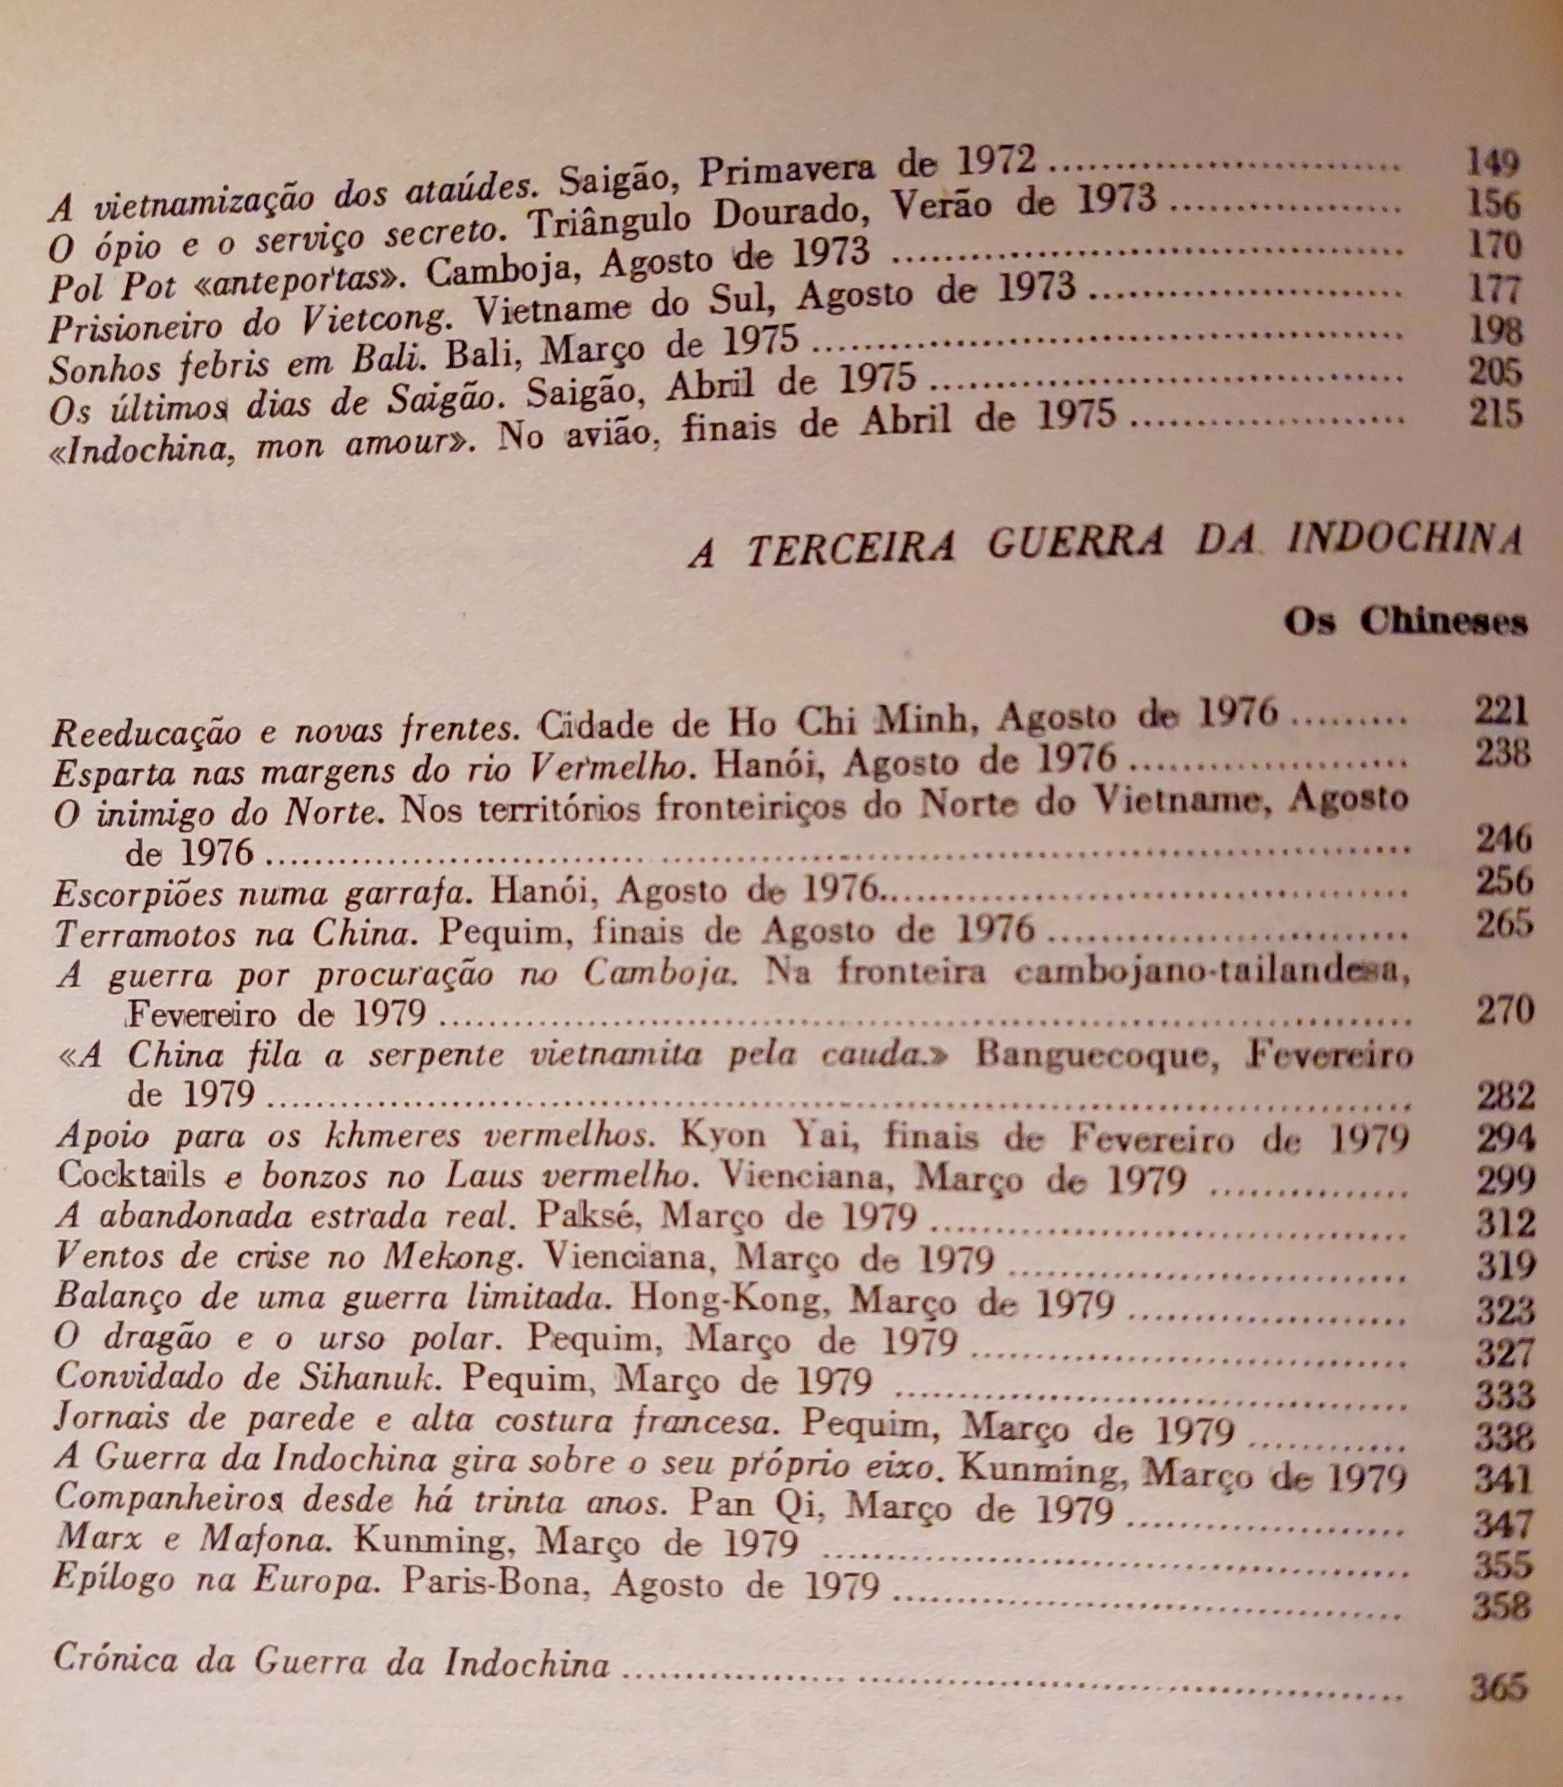 A vietnamização dos ataúdes. Saigão, Primavera de 1972 ........................... 149
O ópio e o serviço secreto. Triângulo Dourado, Verão de 1973 .................. 156
Pol Pot «anteportas». Camboja, Agosto de 1973 ....................................... 170
Prisioneiro do Vietcong. Vietname do Sul, Agosto de 1973 ........................ 177
Sonhos febris em Bali. Bali, Março de 1975 ............................................. 198
Os últimos dias de Saigão. Saigão, Abril de 1975 .................................... 205
«Indochina, mon amour». No avião, finais de Abril de 1975 ..................... 215
A TERCEIRA GUERRA DA INDOCHINA
Os Chineses
Reeducação e novas frentes. Cidade de Ho Chi Minh, Agosto de 1976 ......... 221
Esparta nas margens do rio Vermelho. Hanói, Agosto de 1976 ..................... 238
O inimigo do Norte. Nos territórios fronteiriços do Norte do Vietname, Agosto
de 1976 ....................................................................................... 246
Escorpiões numa garrafa. Hanói, Agosto de 1976........................................ 256
Terramotos na China. Pequim, finais de Agosto de 1976 ........................... 265
A guerra por procuração no Camboja. Na fronteira cambojano-tailandesa,
Fevereiro de 1979 ......................................................................... 270
«A China fila a serpente vietnamita pela cauda.» Banguecoque, Fevereiro
de 1979 ....................................................................................... 282
Apoio para os khmeres vermelhos. Kyon Yai, finais de Fevereiro de 1979 294
Cocktails e bonzos no Laus vermelho. Vienciana, Março de 1979 ............... 299
A abandonada estrada real. Paksé, Março de 1979 .................................... 312
Ventos de crise no Mekong. Vienciana, Março de 1979 .............................. 319
Balanço de uma guerra limitada. Hong-Kong, Março de 1979 ..................... 323
O dragão e o urso polar. Pequim, Março de 1979 .................................... 327
Convidado de Sihanuk. Pequim, Março de 1979 ....................................... 333
Jornais de parede e alta costura francesa. Pequim, Março de 1979 ............ 338
A Guerra da Indochina gira sobre o seu próprio eixo. Kunming, Março de 1979 341
Companheiros desde há trinta anos. Pan Qi, Março de 1979 ..................... 347
Marx e Mafona. Kunming, Março de 1979 ............................................. 355
Epílogo na Europa. Paris-Bona, Agosto de 1979 ....................................... 358
Crónica da Guerra da Indochina ............................................................ 365